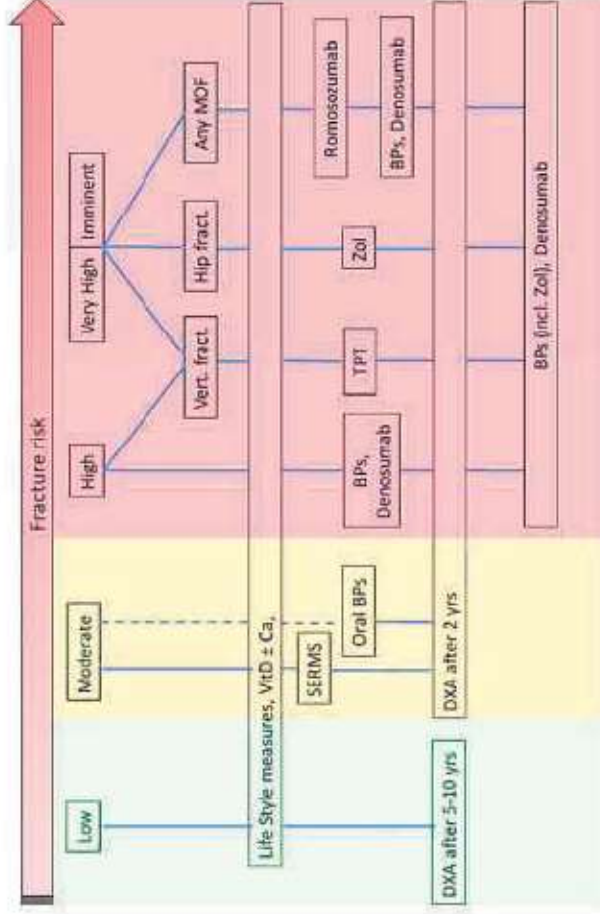 Fracture risk
Low
Moderate
High
Very High
Imminent
Vert. fract.
Hip fract.
Any MOF
Life Style measures, VitD ± Ca,
SERMS
Oral BPs
BPs,
Denosumab
TPT
Zol
Romosozumab
BPs, Denosumab
DXA after 5-10 yrs
DXA after 2 yrs
BPs (incl. Zol), Denosumab